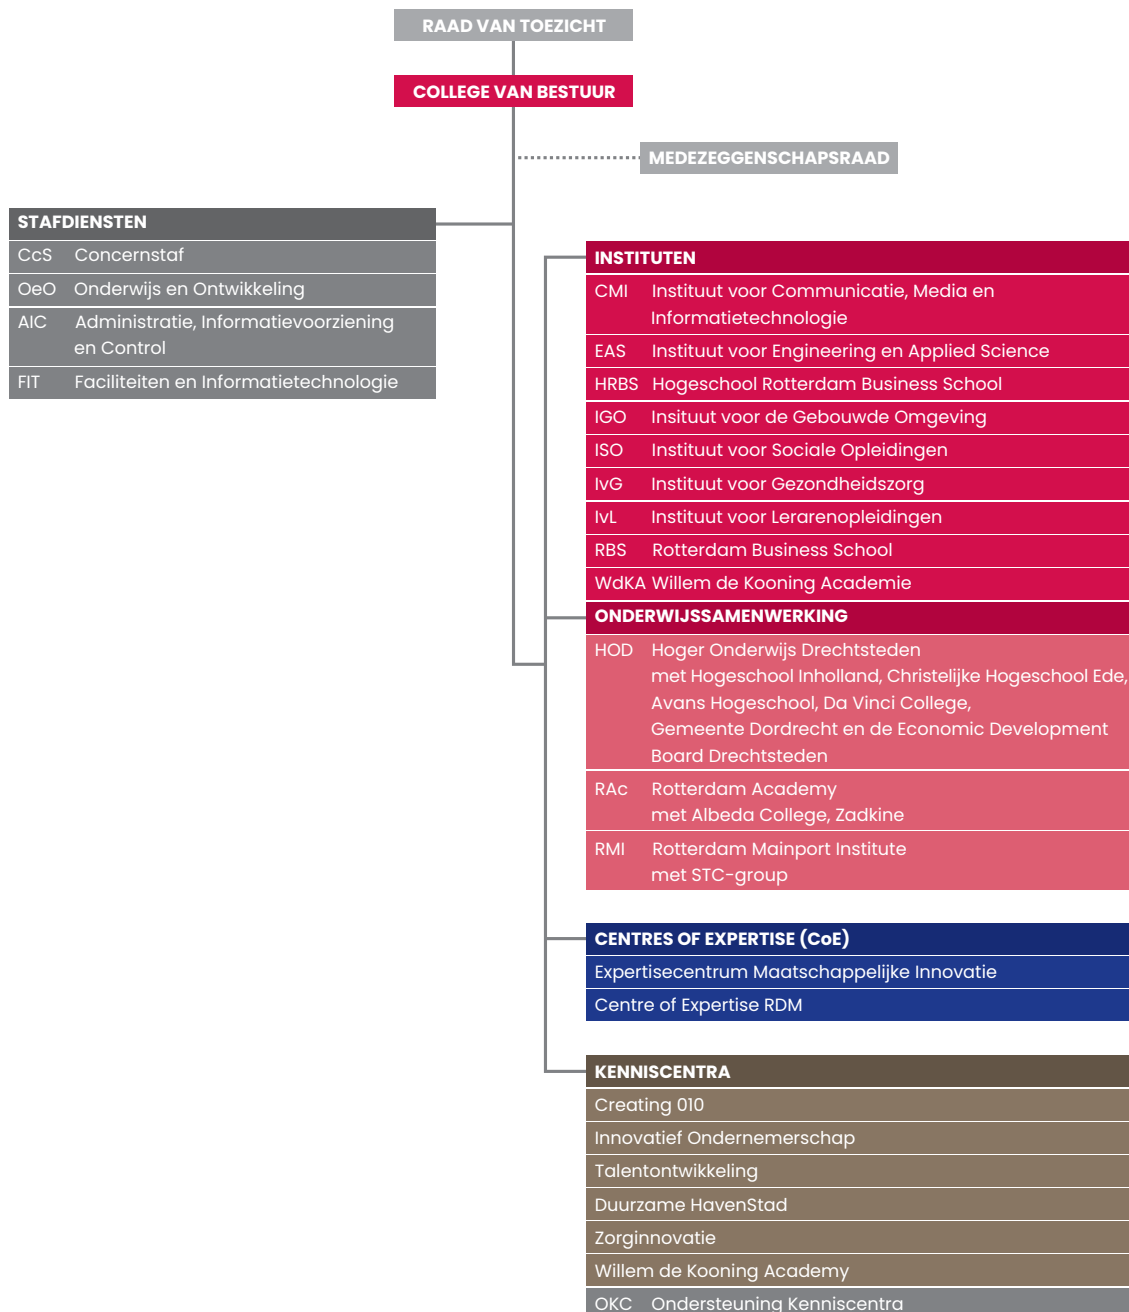 RAAD VAN TOEZICHT
COLLEGE VAN BESTUUR
MEDEZEGGENSCHAPSRAAD
STAFDIENSTEN
CcS Concernstaf
OeO Onderwijs en Ontwikkeling
AIC Administratie, Informatievoorziening
en Control
FIT Faciliteiten en Informatietechnologie
INSTITUTEN
CMI Instituut voor Communicatie, Media en
Informatietechnologie
EAS Instituut voor Engineering en Applied Science
HRBS Hogeschool Rotterdam Business School
IGO Insituut voor de Gebouwde Omgeving
ISO Instituut voor Sociale Opleidingen
IvG Instituut voor Gezondheidszorg
IvL Instituut voor Lerarenopleidingen
RBS Rotterdam Business School
WdKA Willem de Kooning Academie
ONDERWIJSSAMENWERKING
HOD Hoger Onderwijs Drechtsteden
met Hogeschool Inholland, Christelijke Hogeschool Ede,
Avans Hogeschool, Da Vinci College,
Gemeente Dordrecht en de Economic Development
Board Drechtsteden
RAc Rotterdam Academy
met Albeda College, Zadkine
RMI Rotterdam Mainport Institute
met STC-group
CENTRES OF EXPERTISE (CoE)
Expertisecentrum Maatschappelijke Innovatie
Centre of Expertise RDM
KENNISCENTRA
Creating 010
Innovatief Ondernemerschap
Talentontwikkeling
Duurzame HavenStad
Zorginnovatie
Willem de Kooning Academy
OKC Ondersteuning Kenniscentra